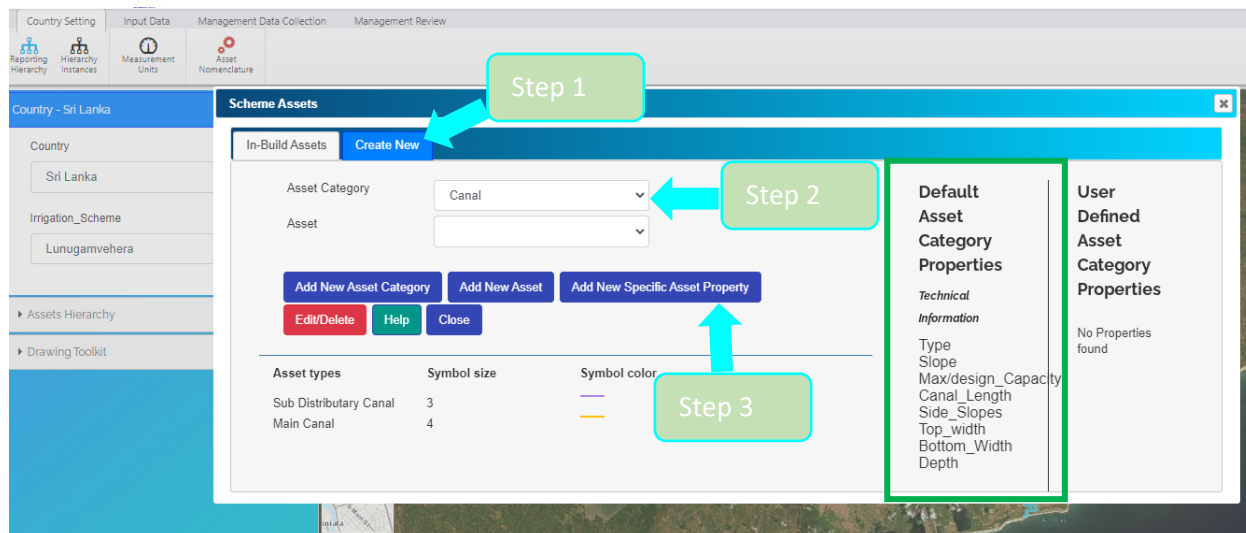 Country Setting Input Data Management Data Collection Management Review
Reporting Hierarchy
Hierarchy Instances
Measurement Units
Asset Nomenclature
Step 1
Country - Sri Lanka
Scheme Assets
x
In-Build Assets Create New
Country
Sri Lanka
Irrigation_Scheme
Lunugamvehera
Assets Hierarchy
Drawing Toolkit
Asset Category Canal
Step 2
Asset
Add New Asset Category Add New Asset Add New Specific Asset Property
Edit/Delete Help Close
Asset types Symbol size Symbol color
Sub Distributary Canal 3
Main Canal 4
Step 3
Default
Asset
Category
Properties
Technical
Information
Type
Slope
Max/design_Capacity
Canal_Length
Side_Slopes
Top_width
Bottom_Width
Depth
User
Defined
Asset
Category
Properties
No Properties
found